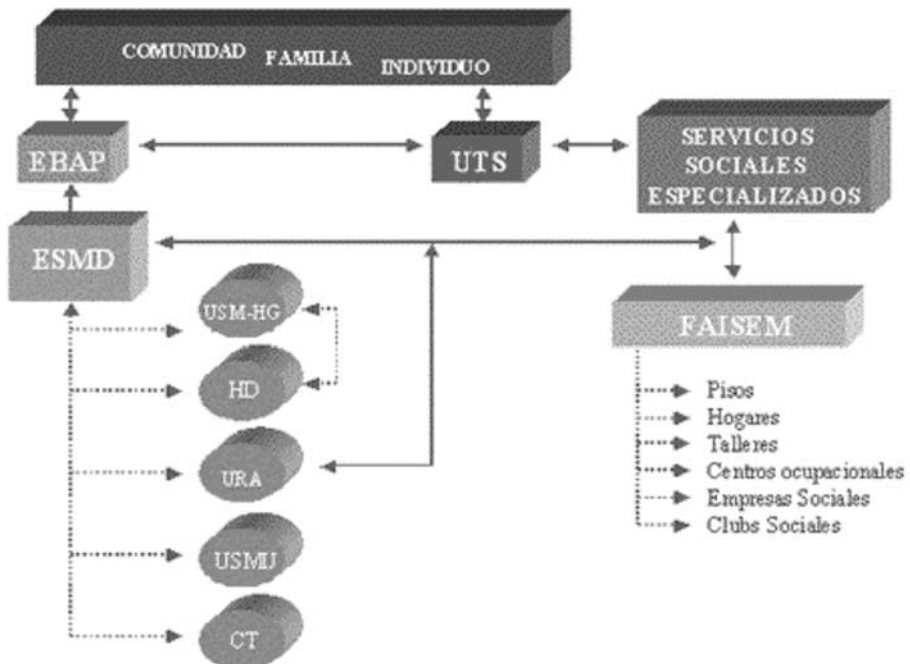 COMUNIDAD FAMILIA INDIVIDUO
EBAP
UTS
SERVICIOS
SOCIALES
ESPECIALIZADOS
ESMD
USM-HG
HD
URA
USMIJ
CT
FAISEM
Pisos
Hogares
Talleres
Centros ocupacionales
Empresas Sociales
Clubs Sociales